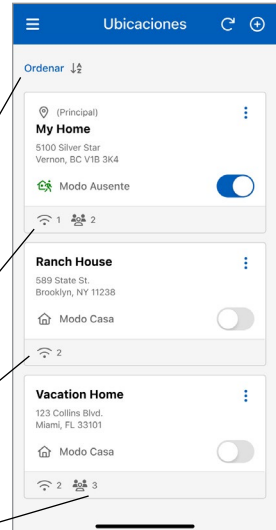 Ubicaciones
Ordenar
(Principal)
My Home
5100 Silver Star
Vernon, BC V1B 3K4
Modo Ausente
1 2
Ranch House
589 State St.
Brooklyn, NY 11238
Modo Casa
2
Vacation Home
123 Collins Blvd.
Miami, FL 33101
Modo Casa
2 3